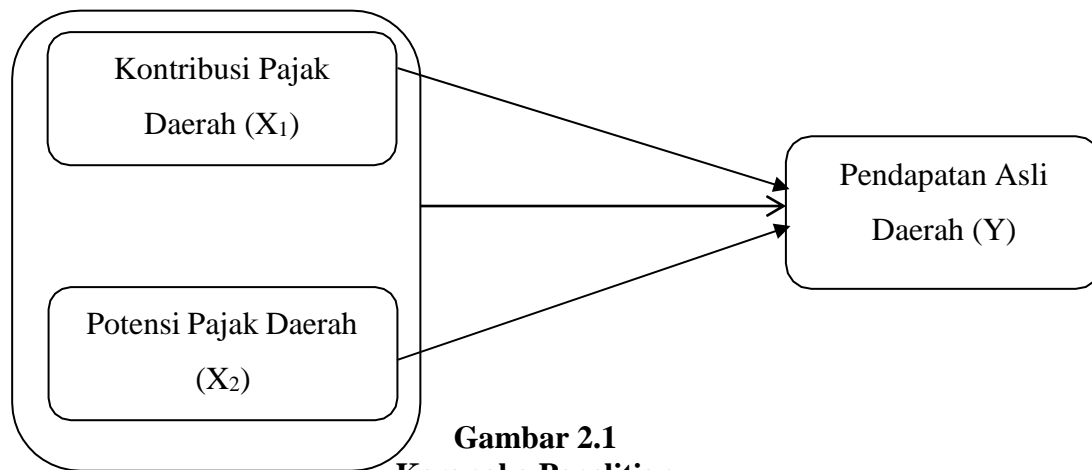 Kontribusi Pajak
Daerah (X₁)
Pendapatan Asli
Daerah (Y)
Potensi Pajak Daerah
(X₂)
Gambar 2.1